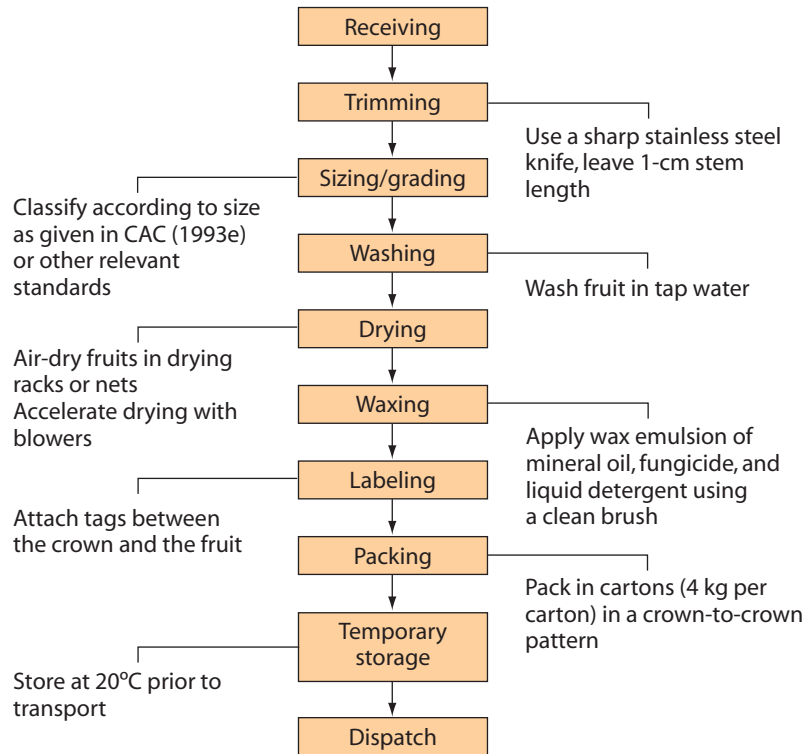 Receiving
Trimming
Use a sharp stainless steel
knife, leave 1-cm stem
length
Sizing/grading
Classify according to size
as given in CAC (1993e)
or other relevant
standards
Washing
Wash fruit in tap water
Drying
Air-dry fruits in drying
racks or nets
Accelerate drying with
blowers
Waxing
Apply wax emulsion of
mineral oil, fungicide, and
liquid detergent using
a clean brush
Labeling
Attach tags between
the crown and the fruit
Packing
Pack in cartons (4 kg per
carton) in a crown-to-crown
pattern
Temporary
storage
Store at 20°C prior to
transport
Dispatch